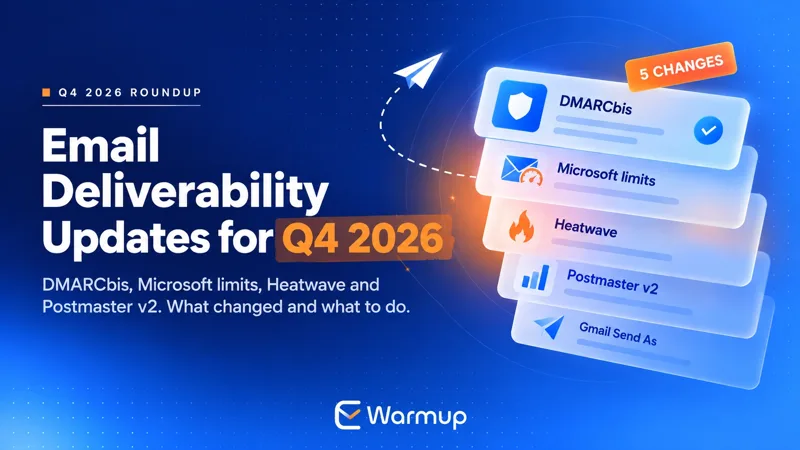 Q4 2026 ROUNDUP
Email
Deliverability
Updates for Q4 2026
DMARCbis, Microsoft limits, Heatwave and
Postmaster v2. What changed and what to do.
5 CHANGES
DMARCbis
Microsoft limits
Heatwave
Postmaster v2
Gmail Send As
Warmup